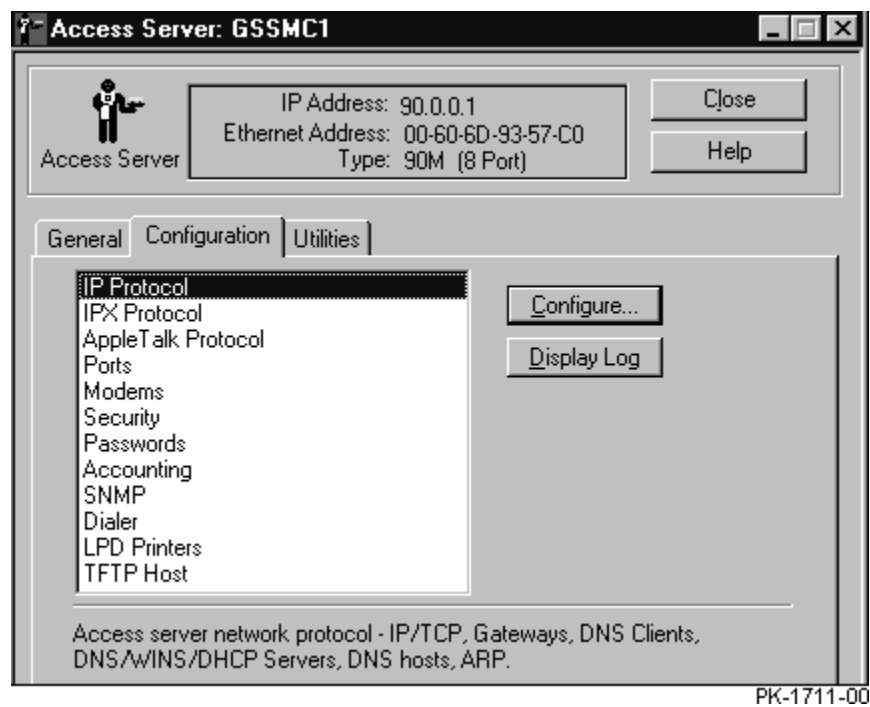 Access Server: GSSMC1
IP Address: 90.0.0.1
Ethernet Address: 00-60-6D-93-57-C0
Type: 90M (8 Port)
Access Server
Close
Help
General
Configuration
Utilities
IP Protocol
IPX Protocol
AppleTalk Protocol
Ports
Modems
Security
Passwords
Accounting
SNMP
Dialer
LPD Printers
TFTP Host
Configure...
Display Log
Access server network protocol - IP/TCP, Gateways, DNS Clients,
DNS/WINS/DHCP Servers, DNS hosts, ARP.
PK-1711-00